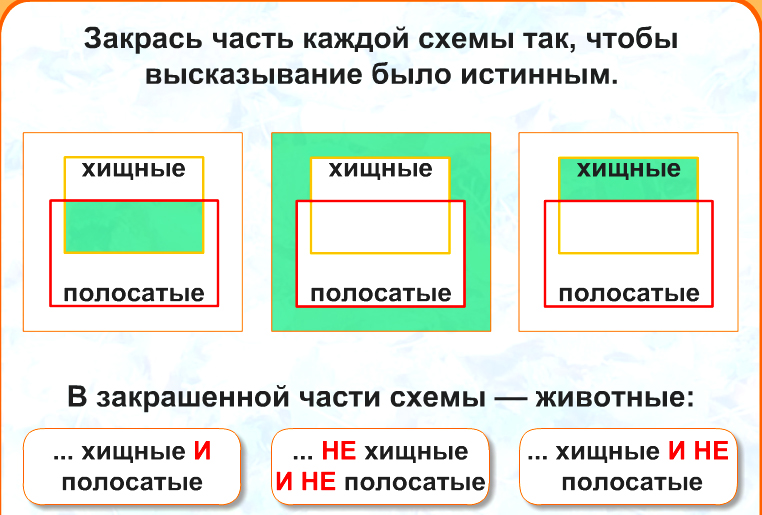 Закрась часть каждой схемы так, чтобы
высказывание было истинным.
хищные
полосатые
хищные
полосатые
хищные
полосатые
В закрашенной части схемы — животные:
... хищные И
полосатые
... НЕ хищные
И НЕ полосатые
... хищные И НЕ
полосатые